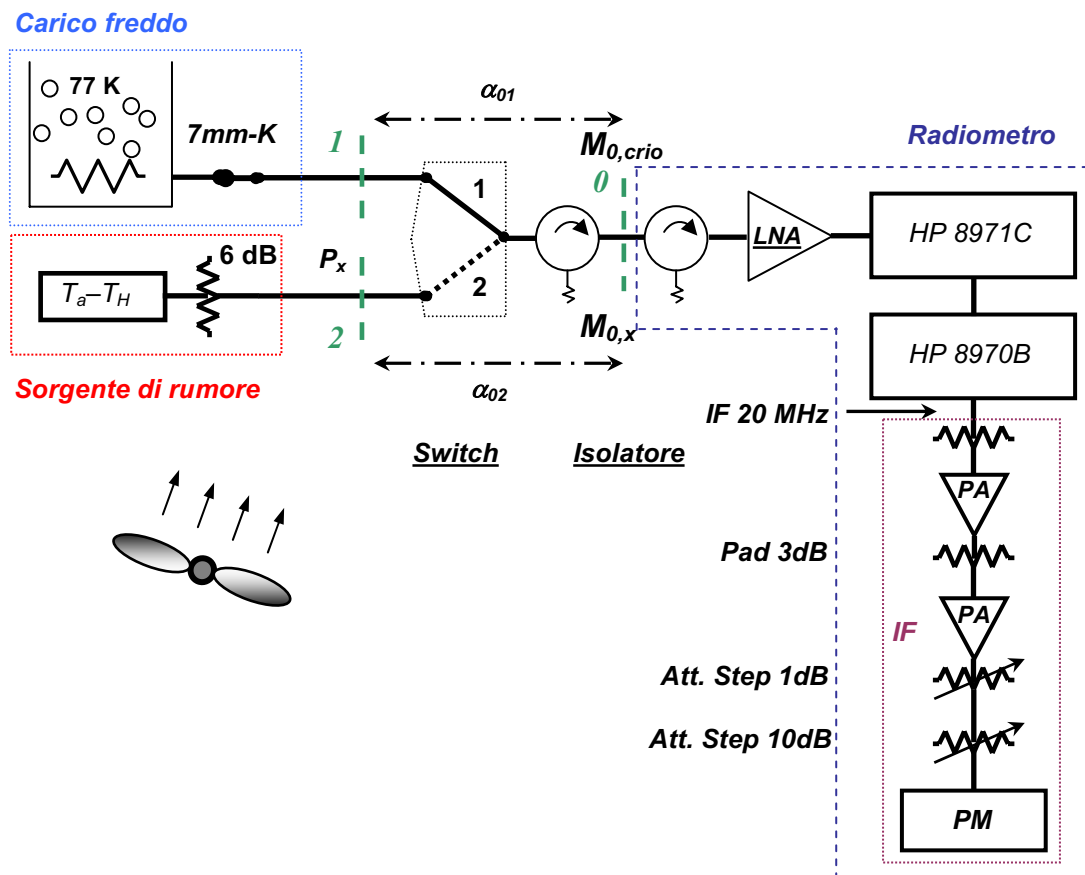 Carico freddo
77 K
7mm-K
1
α01
M0,crio
0
Radiometro
1
LNA
HP 8971C
6 dB
Ta–TH
Px
2
2
M0,x
HP 8970B
Sorgente di rumore
α02
IF 20 MHz
Switch
Isolatore
PA
Pad 3dB
PA
IF
Att. Step 1dB
Att. Step 10dB
PM